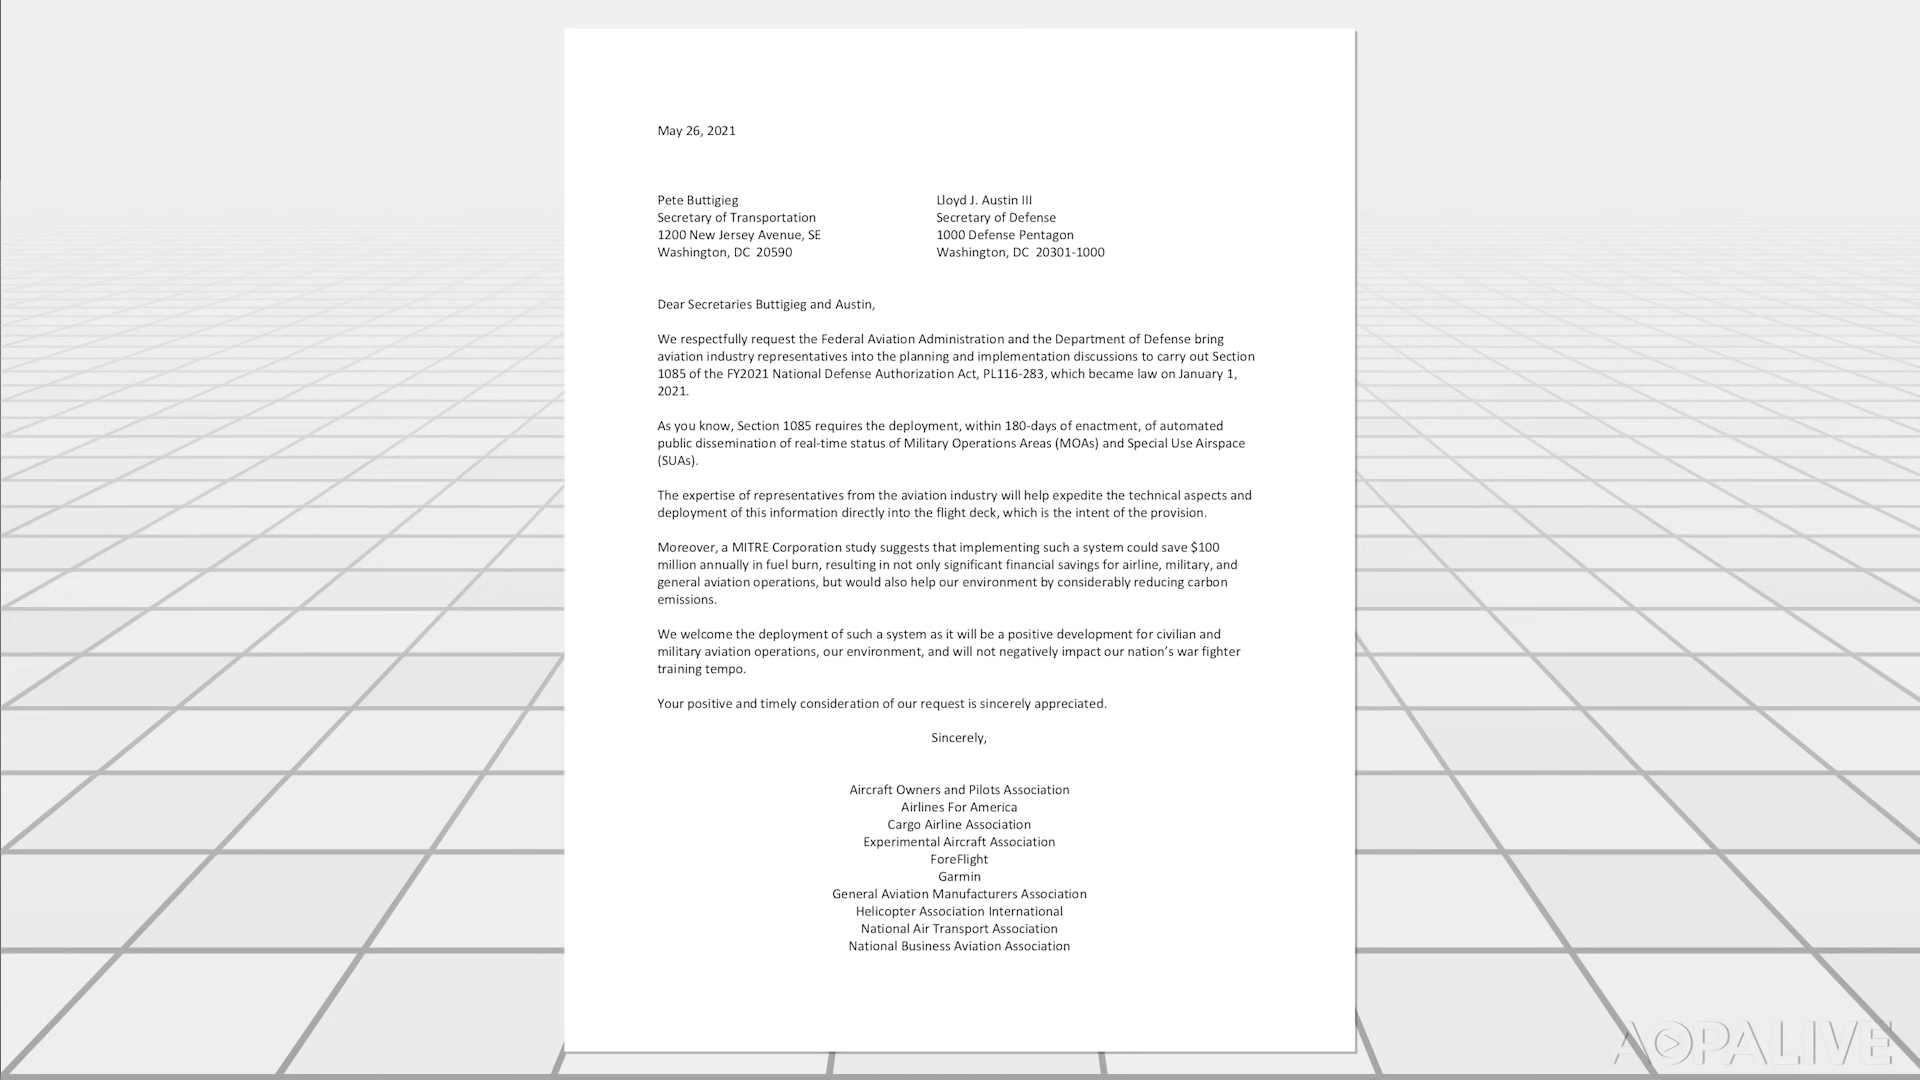 May 26, 2021
Pete Buttigieg
Secretary of Transportation
1200 New Jersey Avenue, SE
Washington, DC  20590
Lloyd J. Austin III
Secretary of Defense
1000 Defense Pentagon
Washington, DC  20301-1000
Dear Secretaries Buttigieg and Austin,
We respectfully request the Federal Aviation Administration and the Department of Defense bring
aviation industry representatives into the planning and implementation discussions to carry out Section
1085 of the FY2021 National Defense Authorization Act, PL116-283, which became law on January 1,
2021.
As you know, Section 1085 requires the deployment, within 180-days of enactment, of automated
public dissemination of real-time status of Military Operations Areas (MOAs) and Special Use Airspace
(SUAs).
The expertise of representatives from the aviation industry will help expedite the technical aspects and
deployment of this information directly into the flight deck, which is the intent of the provision.
Moreover, a MITRE Corporation study suggests that implementing such a system could save $100
million annually in fuel burn, resulting in not only significant financial savings for airline, military, and
general aviation operations, but would also help our environment by considerably reducing carbon
emissions.
We welcome the deployment of such a system as it will be a positive development for civilian and
military aviation operations, our environment, and will not negatively impact our nation’s war fighter
training tempo.
Your positive and timely consideration of our request is sincerely appreciated.
Sincerely,
Aircraft Owners and Pilots Association
Airlines For America
Cargo Airline Association
Experimental Aircraft Association
ForeFlight
Garmin
General Aviation Manufacturers Association
Helicopter Association International
National Air Transport Association
National Business Aviation Association
AOPALIVE